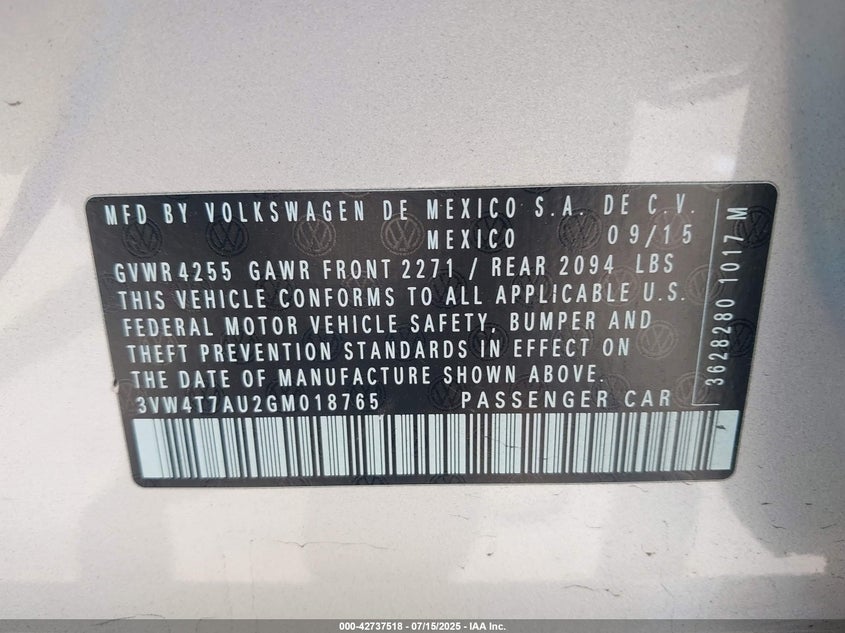 MFD BY VOLKSWAGEN DE MEXICO S.A. DE C.V.
MEXICO 09/15
GVWR 4255 GAWR FRONT 2271 / REAR 2094 LBS
THIS VEHICLE CONFORMS TO ALL APPLICABLE U.S.
FEDERAL MOTOR VEHICLE SAFETY, BUMPER AND
THEFT PREVENTION STANDARDS IN EFFECT ON
THE DATE OF MANUFACTURE SHOWN ABOVE.
3VW4T7AU2GM018765 PASSENGER CAR
3628280 1017 M
000-42737518 - 07/15/2025 - IAA Inc.